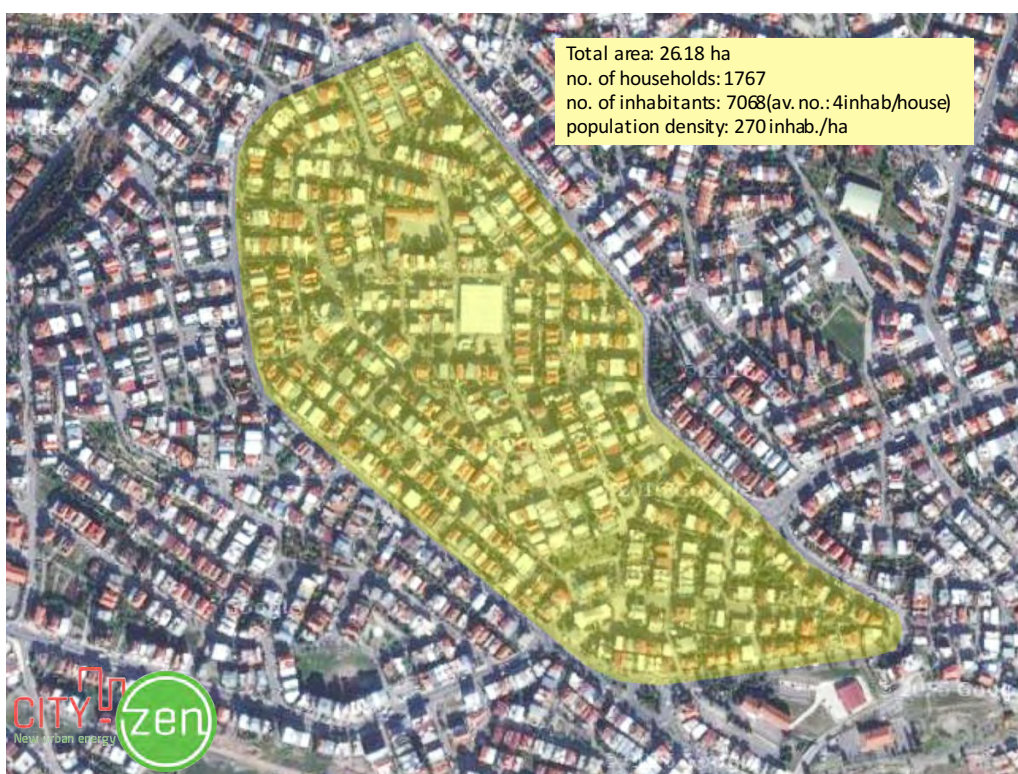 Total area: 26.18 ha
no. of households: 1767
no. of inhabitants: 7068(av. no.: 4inhab/house)
population density: 270 inhab./ha
CITY
zen
New urban energy